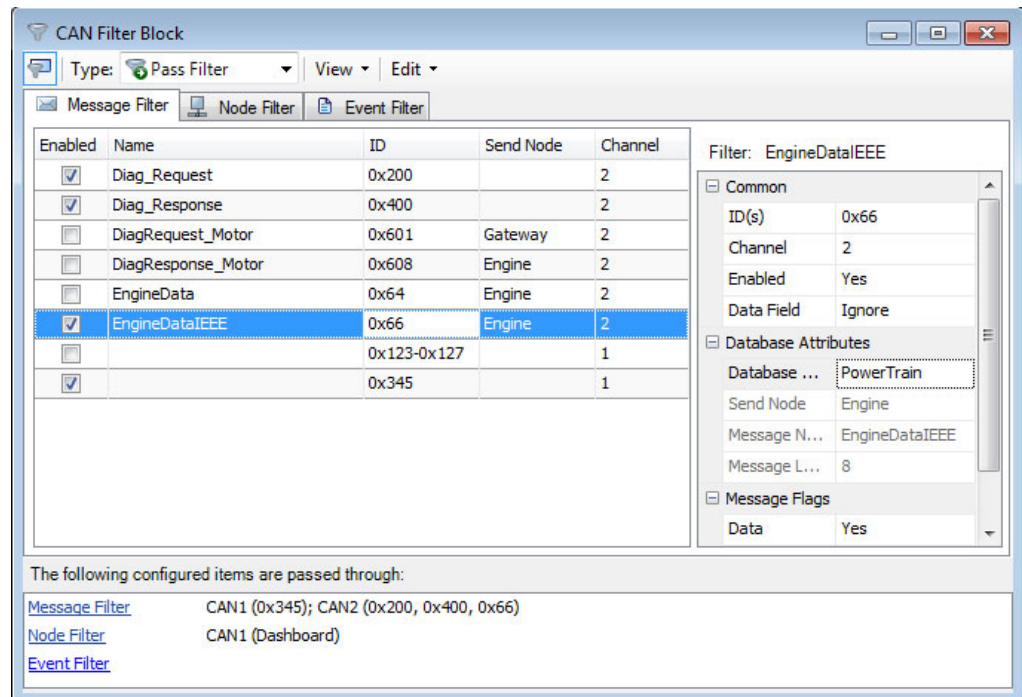 CAN Filter Block
Type: Pass Filter View Edit
Message Filter Node Filter Event Filter
Enabled Name ID Send Node Channel
Diag_Request 0x200 2
Diag_Response 0x400 2
DiagRequest_Motor 0x601 Gateway 2
DiagResponse_Motor 0x608 Engine 2
EngineData 0x64 Engine 2
EngineDataIEEE 0x66 Engine 2
0x123-0x127 1
0x345 1
Filter: EngineDataIEEE
Common
ID(s) 0x66
Channel 2
Enabled Yes
Data Field Ignore
Database Attributes
Database ... PowerTrain
Send Node Engine
Message N... EngineDataIEEE
Message L... 8
Message Flags
Data Yes
The following configured items are passed through:
Message Filter CAN1 (0x345); CAN2 (0x200, 0x400, 0x66)
Node Filter CAN1 (Dashboard)
Event Filter